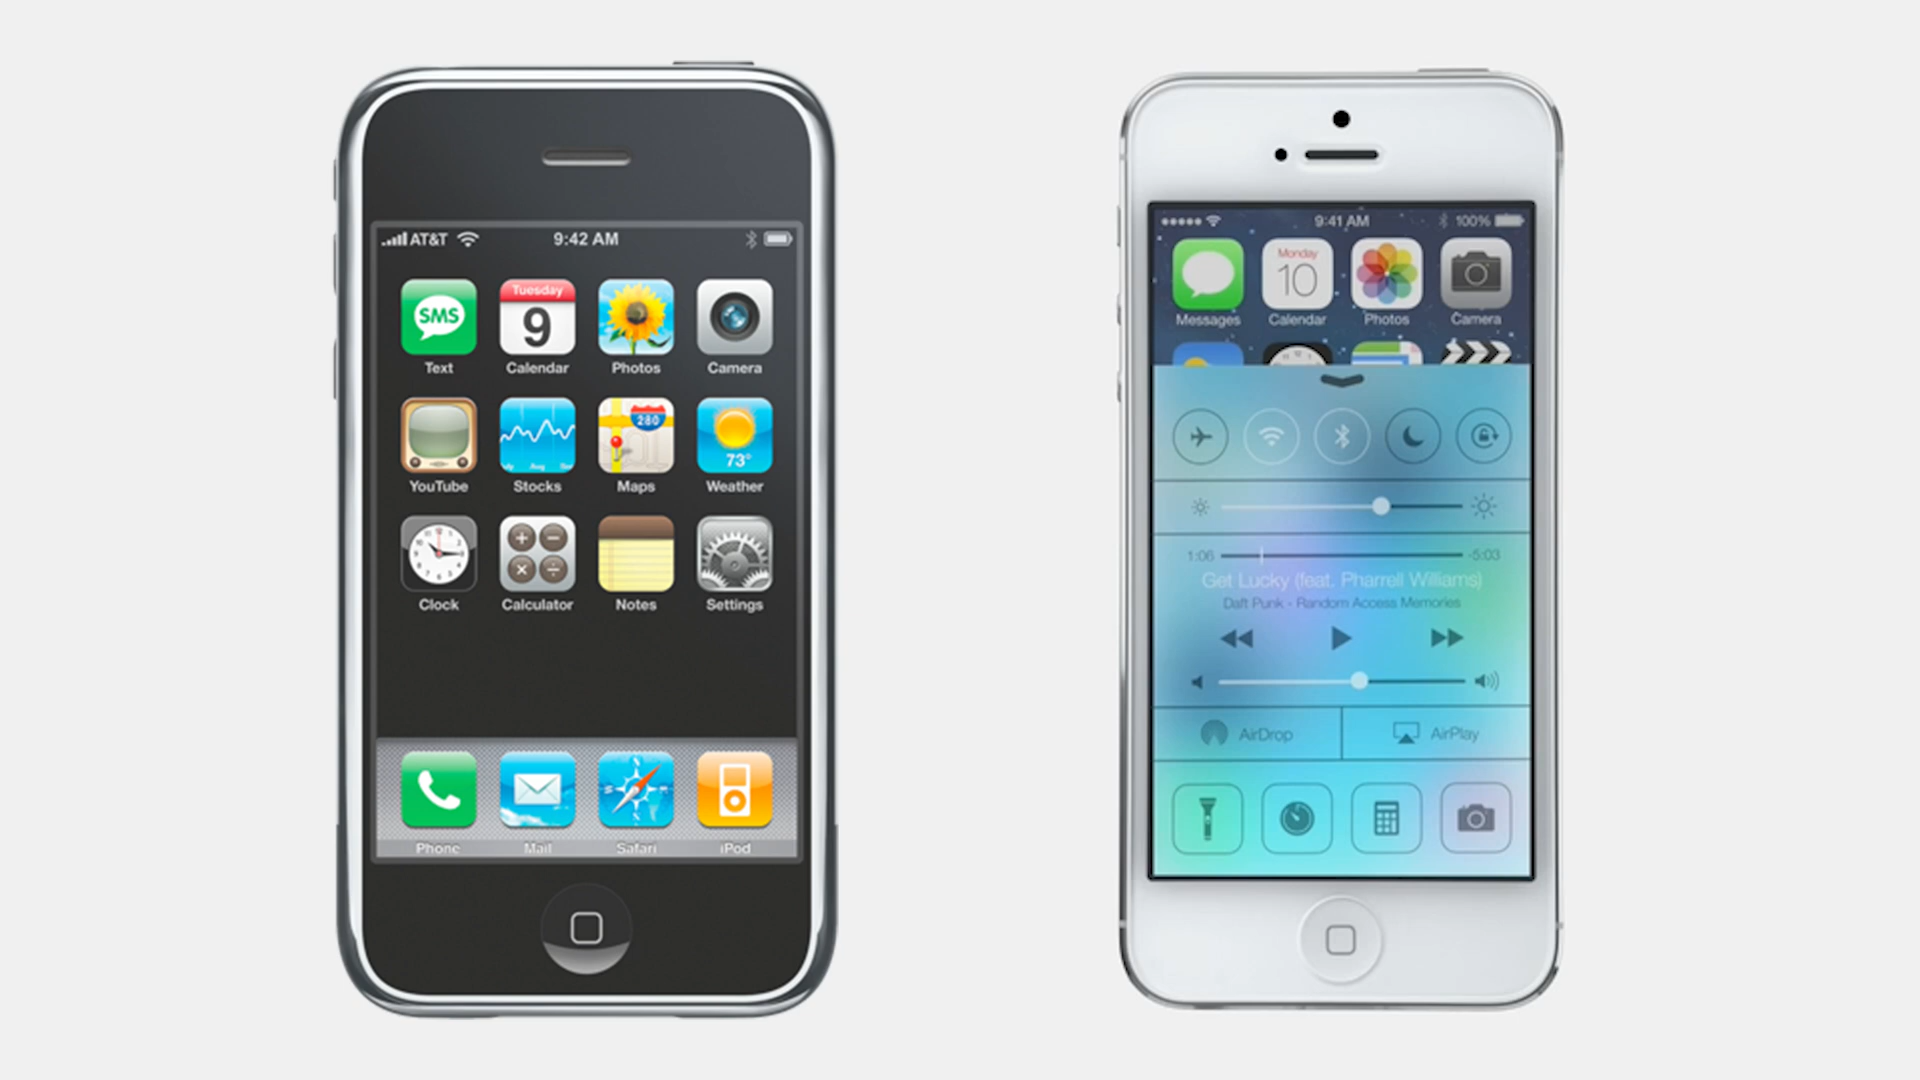 AT&T 9:42 AM
SMS Tuesday 9
Text Calendar Photos Camera
280 73°
YouTube Stocks Maps Weather
Clock Calculator Notes Settings
Phone Mail Safari iPod
9:41 AM 100%
Monday 10
Messages Calendar Photos Camera
1:06 -5:03
Get Lucky (feat. Pharrell Williams)
Daft Punk - Random Access Memories
AirDrop AirPlay